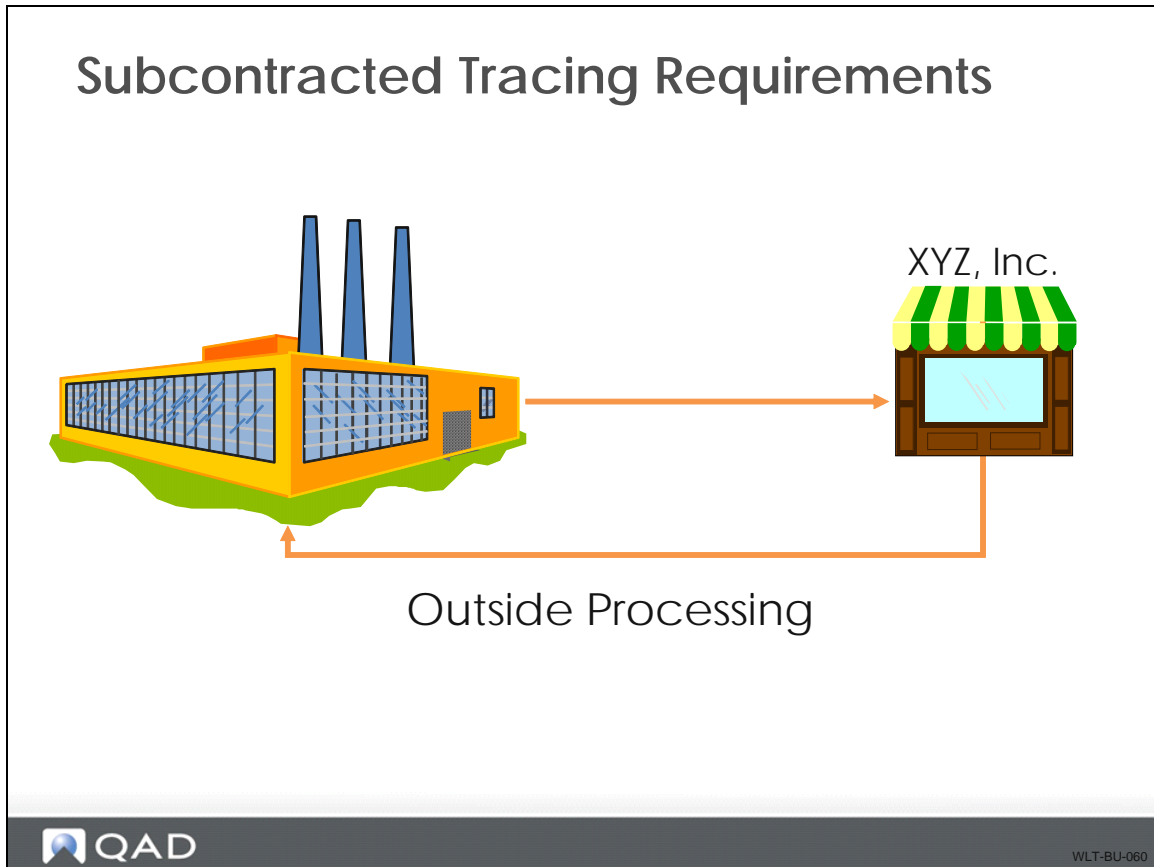 Subcontracted Tracing Requirements
XYZ, Inc.
Outside Processing
QAD
WLT-BU-060